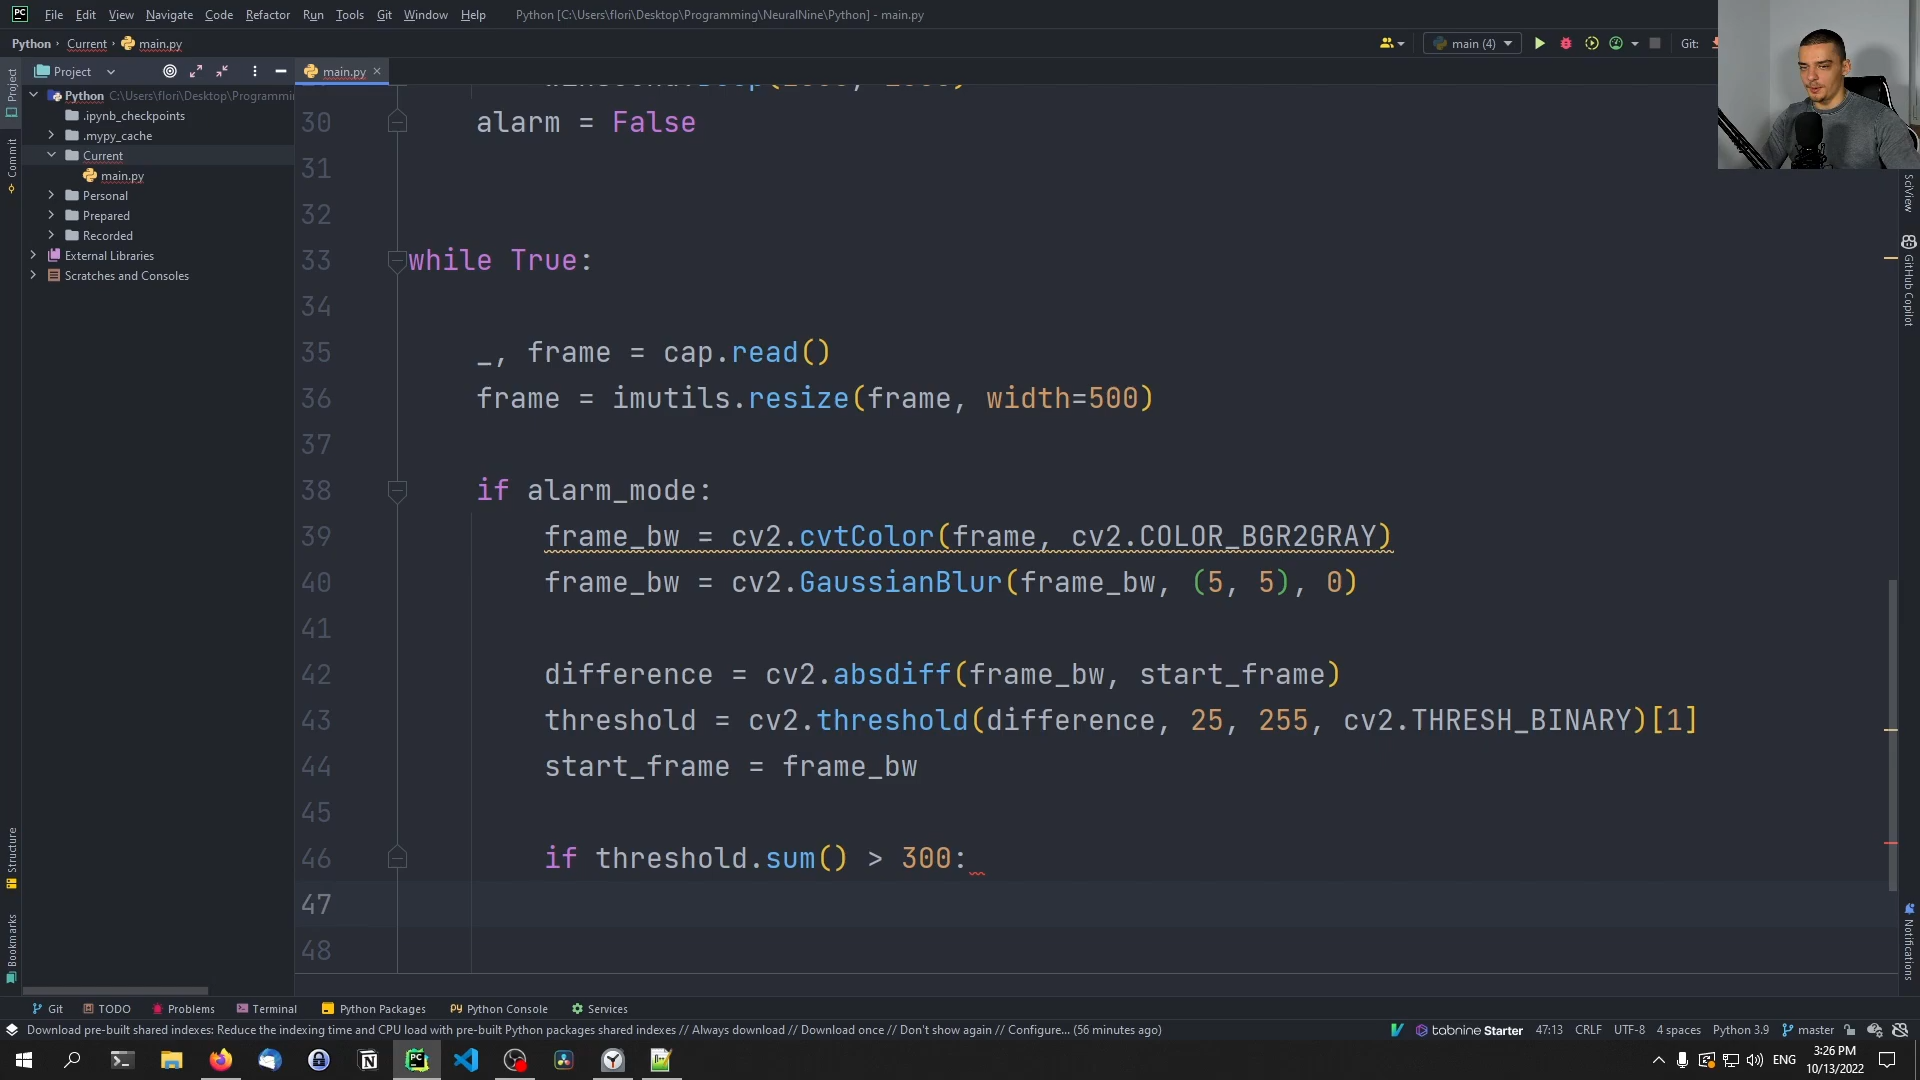 PC File Edit View Navigate Code Refactor Run Tools Git Window Help Python [C:\Users\flori\Desktop\Programming\NeuralNine\Python] - main.py
Python › Current › main.py
main (4)
Git:
Project
main.py
Python C:\Users\flori\Desktop\Programmi
.ipynb_checkpoints
.mypy_cache
Current
main.py
Personal
Prepared
Recorded
External Libraries
Scratches and Consoles
Project
Commit
Structure
Bookmarks
30 alarm = False
31
32
33 while True:
34
35 _, frame = cap.read()
36 frame = imutils.resize(frame, width=500)
37
38 if alarm_mode:
39 frame_bw = cv2.cvtColor(frame, cv2.COLOR_BGR2GRAY)
40 frame_bw = cv2.GaussianBlur(frame_bw, (5, 5), 0)
41
42 difference = cv2.absdiff(frame_bw, start_frame)
43 threshold = cv2.threshold(difference, 25, 255, cv2.THRESH_BINARY)[1]
44 start_frame = frame_bw
45
46 if threshold.sum() > 300:
47
48
SciView
GitHub Copilot
Notifications
Git TODO Problems Terminal Python Packages Python Console Services
Download pre-built shared indexes: Reduce the indexing time and CPU load with pre-built Python packages shared indexes // Always download // Download once // Don't show again // Configure... (56 minutes ago)
tabnine Starter 47:13 CRLF UTF-8 4 spaces Python 3.9 master
ENG
3:26 PM
10/13/2022